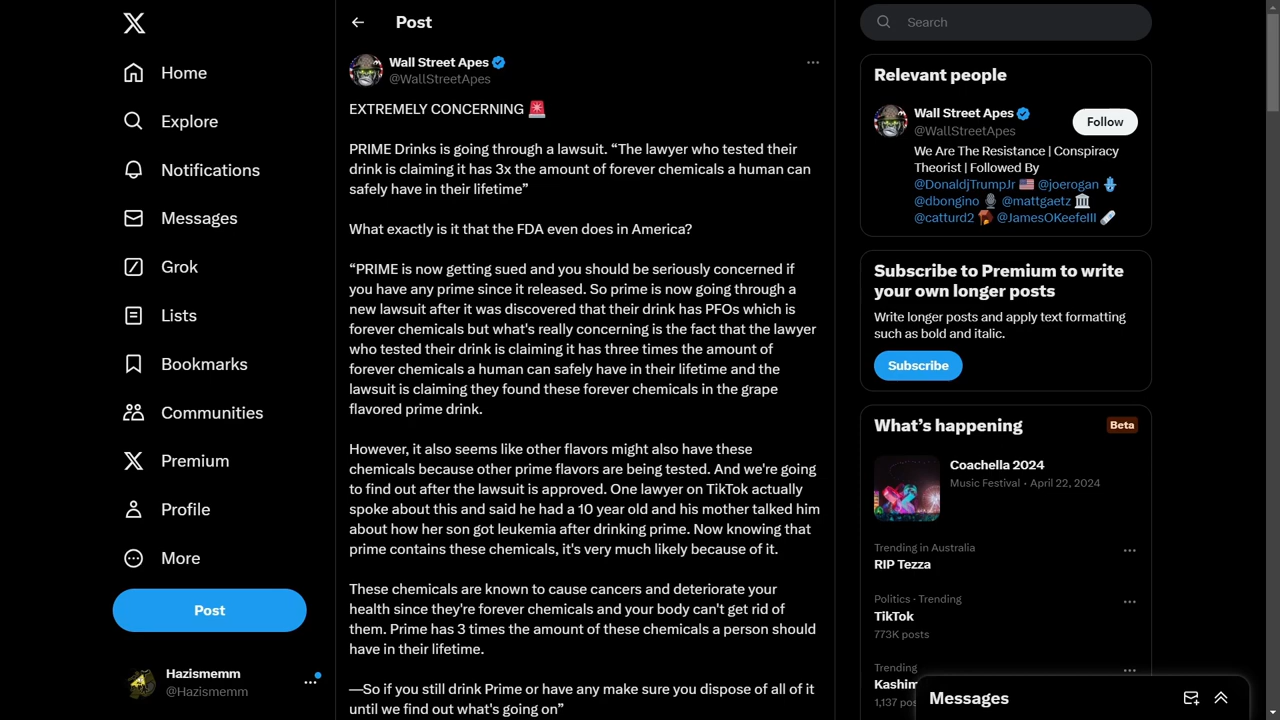 Home
Explore
Notifications
Messages
Grok
Lists
Bookmarks
Communities
Premium
Profile
More
Post
Hazismemm
@Hazismemm
Post
Wall Street Apes
@WallStreetApes
EXTREMELY CONCERNING 🚨
PRIME Drinks is going through a lawsuit. “The lawyer who tested their
drink is claiming it has 3x the amount of forever chemicals a human can
safely have in their lifetime”
What exactly is it that the FDA even does in America?
“PRIME is now getting sued and you should be seriously concerned if
you have any prime since it released. So prime is now going through a
new lawsuit after it was discovered that their drink has PFOs which is
forever chemicals but what's really concerning is the fact that the lawyer
who tested their drink is claiming it has three times the amount of
forever chemicals a human can safely have in their lifetime and the
lawsuit is claiming they found these forever chemicals in the grape
flavored prime drink.
However, it also seems like other flavors might also have these
chemicals because other prime flavors are being tested. And we're going
to find out after the lawsuit is approved. One lawyer on TikTok actually
spoke about this and said he had a 10 year old and his mother talked him
about how her son got leukemia after drinking prime. Now knowing that
prime contains these chemicals, it's very much likely because of it.
These chemicals are known to cause cancers and deteriorate your
health since they're forever chemicals and your body can't get rid of
them. Prime has 3 times the amount of these chemicals a person should
have in their lifetime.
—So if you still drink Prime or have any make sure you dispose of all of it
until we find out what's going on”
Search
Relevant people
Wall Street Apes
@WallStreetApes
Follow
We Are The Resistance | Conspiracy
Theorist | Followed By
@DonaldjTrumpJr 🇺🇸 @joerogan
@dbongino 🎙️ @mattgaetz 🏛️
@catturd2 @JamesOKeefeIII
Subscribe to Premium to write
your own longer posts
Write longer posts and apply text formatting
such as bold and italic.
Subscribe
What's happening
Beta
Coachella 2024
Music Festival · April 22, 2024
Trending in Australia
RIP Tezza
Politics · Trending
TikTok
773K posts
Trending
Kashim
1,137 pos
Messages